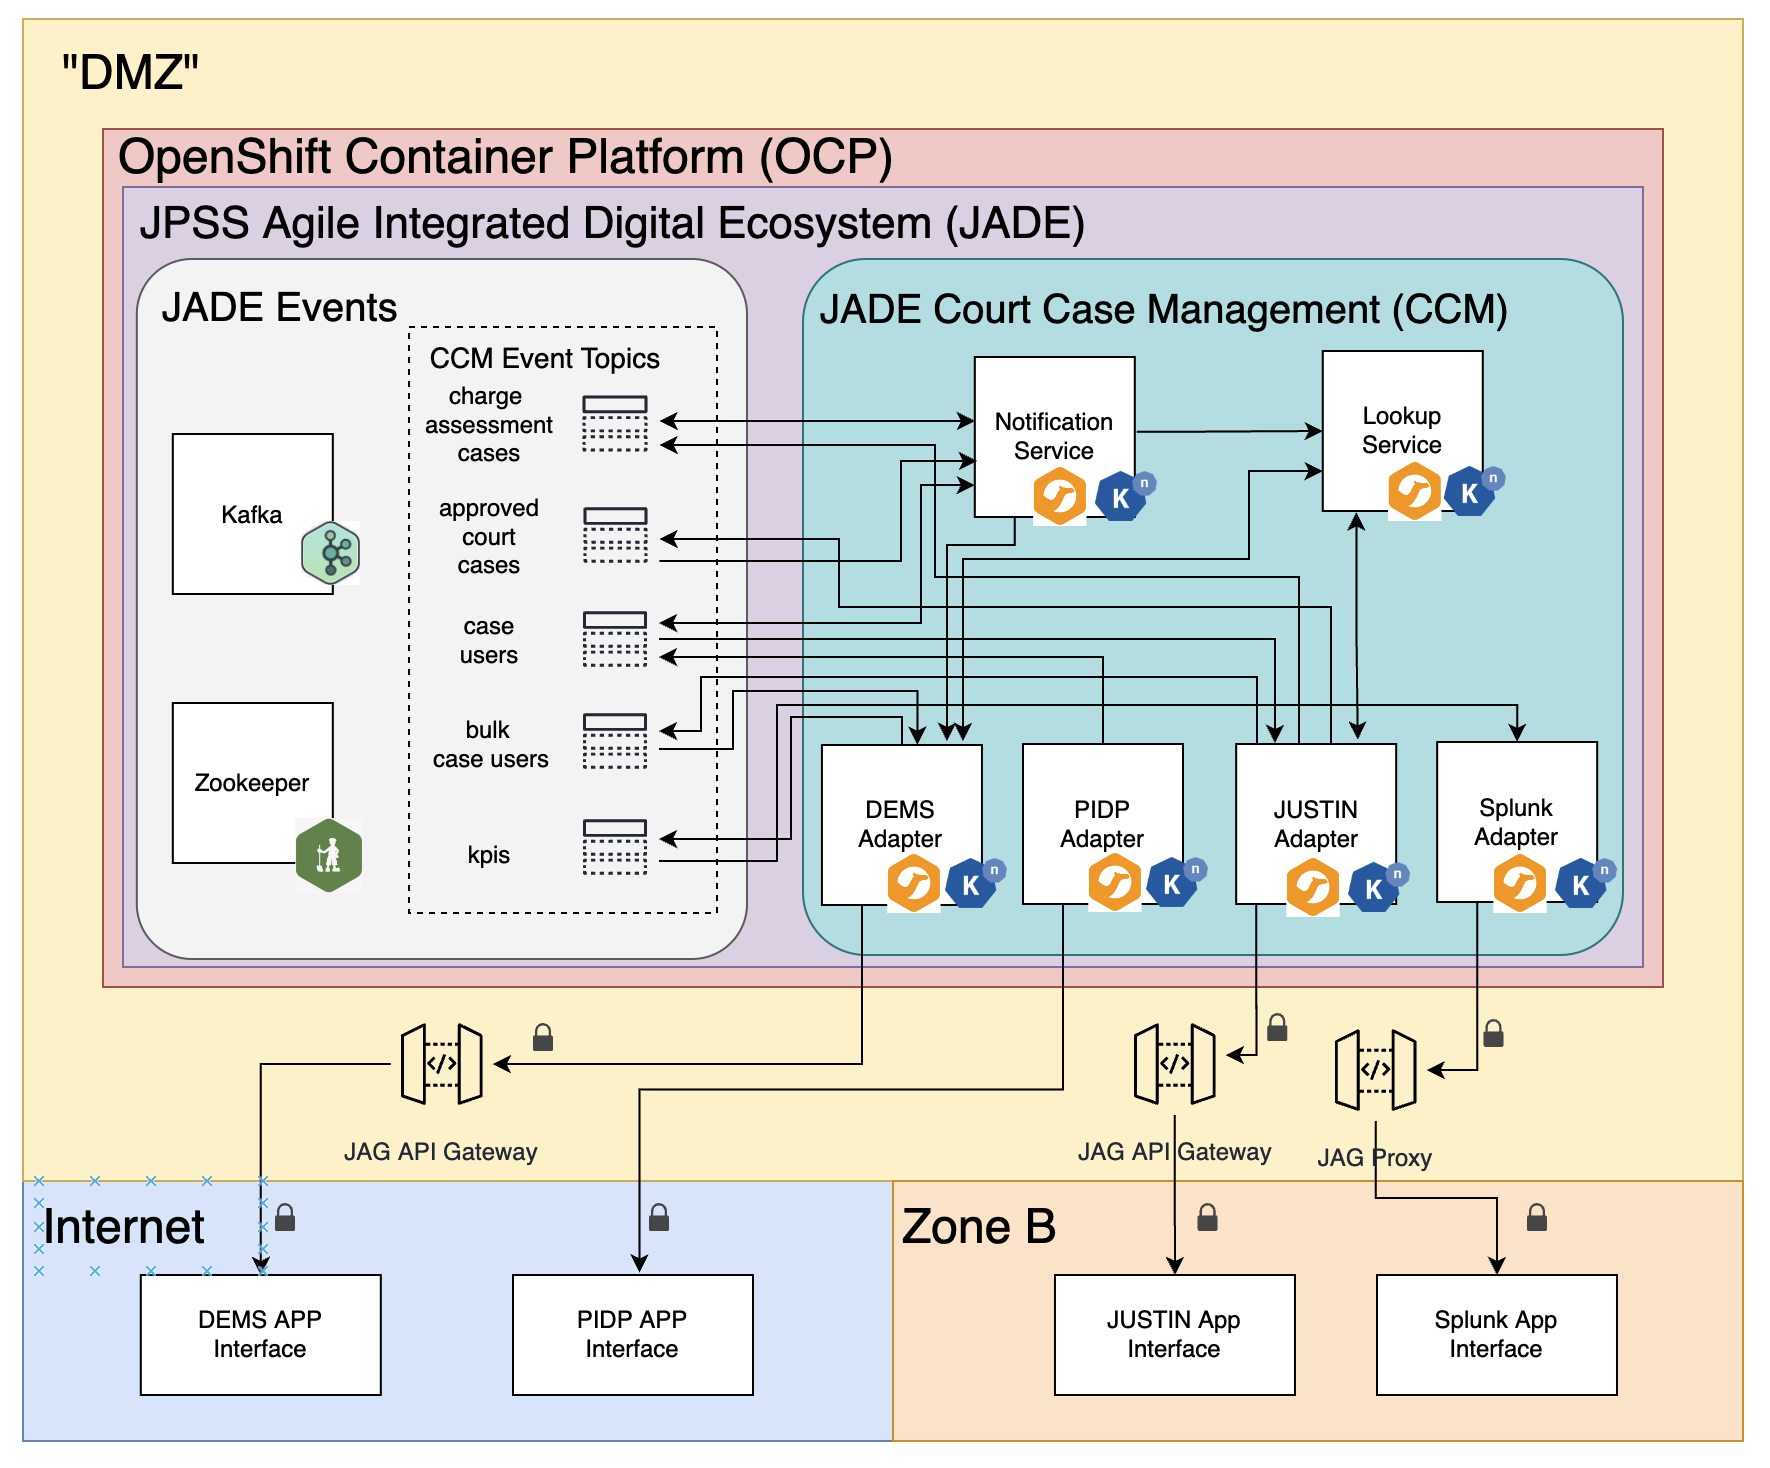 "DMZ"
OpenShift Container Platform (OCP)
JPSS Agile Integrated Digital Ecosystem (JADE)
JADE Events
CCM Event Topics
charge
assessment
cases
approved
court
cases
case
users
bulk
case users
kpis
Kafka
Zookeeper
JADE Court Case Management (CCM)
Notification
Service
K
n
Lookup
Service
K
n
DEMS
Adapter
K
n
PIDP
Adapter
K
n
JUSTIN
Adapter
K
n
Splunk
Adapter
K
n
</>
JAG API Gateway
</>
JAG API Gateway
</>
JAG Proxy
Internet
DEMS APP
Interface
PIDP APP
Interface
Zone B
JUSTIN App
Interface
Splunk App
Interface